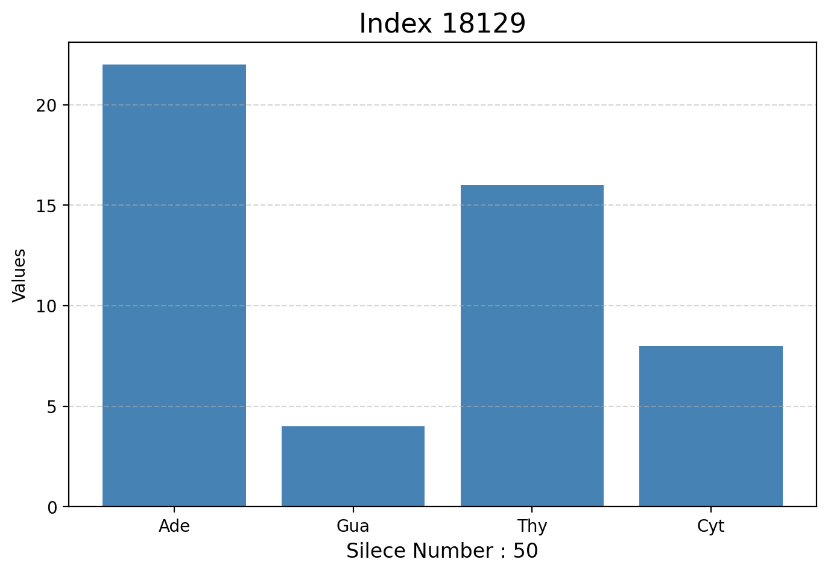 Index 18129
Values
20
15
10
5
0
Ade Gua Thy Cyt
Silece Number : 50